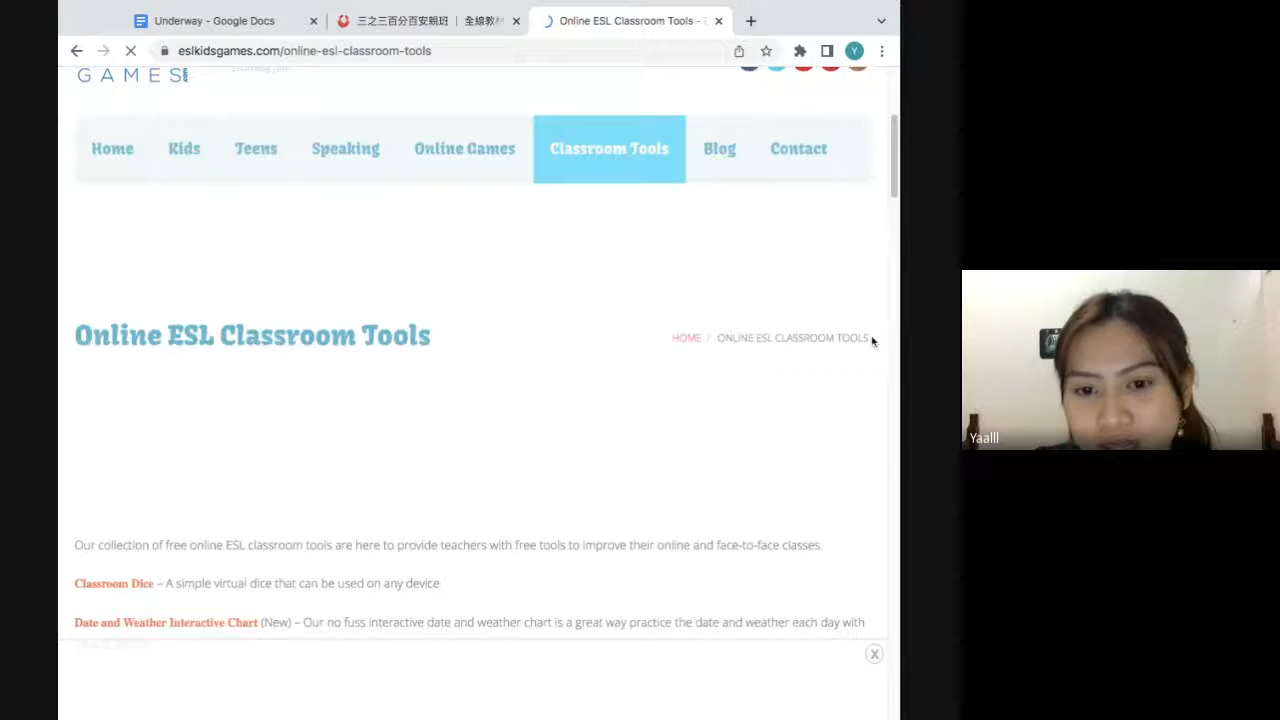 Underway - Google Docs
三之三百分百安親班 | 全線教材
Online ESL Classroom Tools -
eslkidsgames.com/online-esl-classroom-tools
Y
GAMES
Home Kids Teens Speaking Online Games Classroom Tools Blog Contact
Online ESL Classroom Tools
HOME / ONLINE ESL CLASSROOM TOOLS
Our collection of free online ESL classroom tools are here to provide teachers with free tools to improve their online and face-to-face classes.
Classroom Dice – A simple virtual dice that can be used on any device
Date and Weather Interactive Chart (New) – Our no fuss interactive date and weather chart is a great way practice the date and weather each day with
X
Yaalll